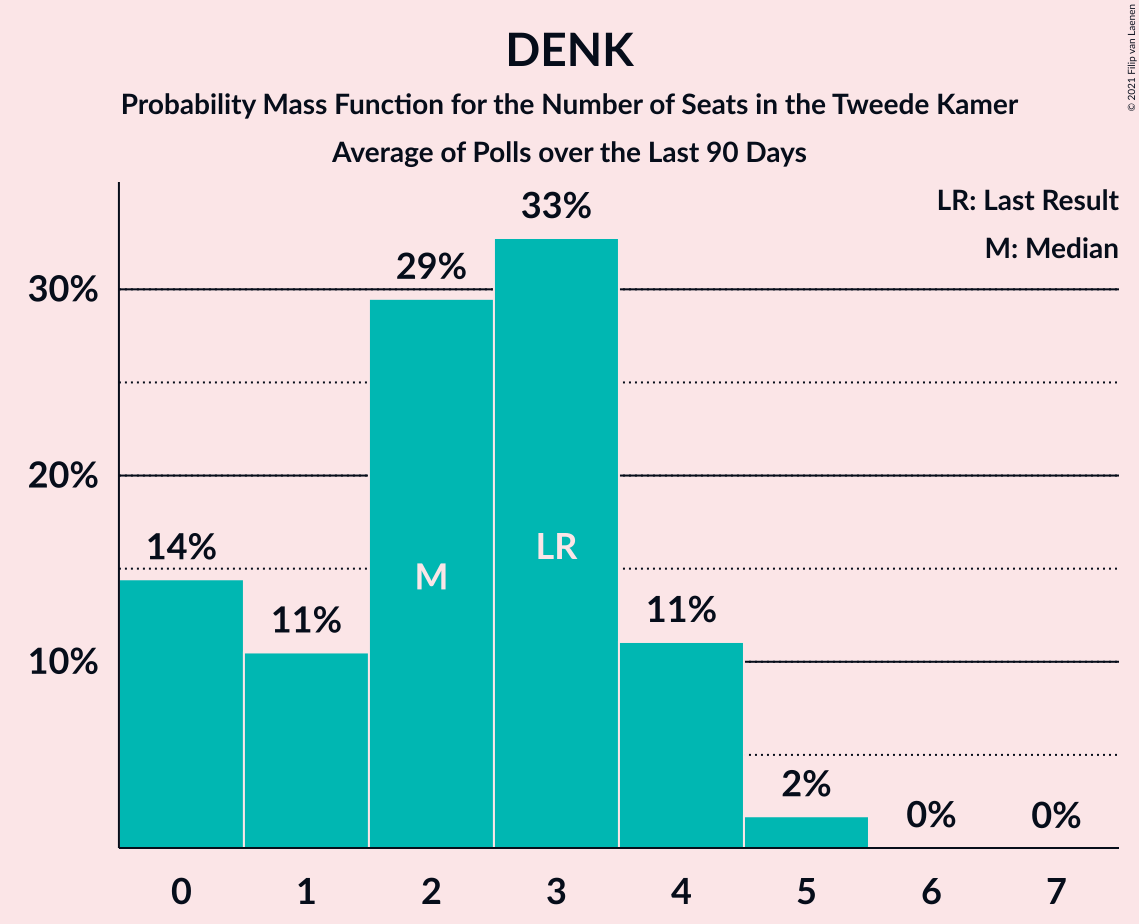 DENK
Probability Mass Function for the Number of Seats in the Tweede Kamer
Average of Polls over the Last 90 Days
© 2021 Filip van Laenen
LR: Last Result
M: Median
33%
29%
30%
20%
14%
LR
M
11%
11%
10%
2%
0%
0%
0 1 2 3 4 5 6 7